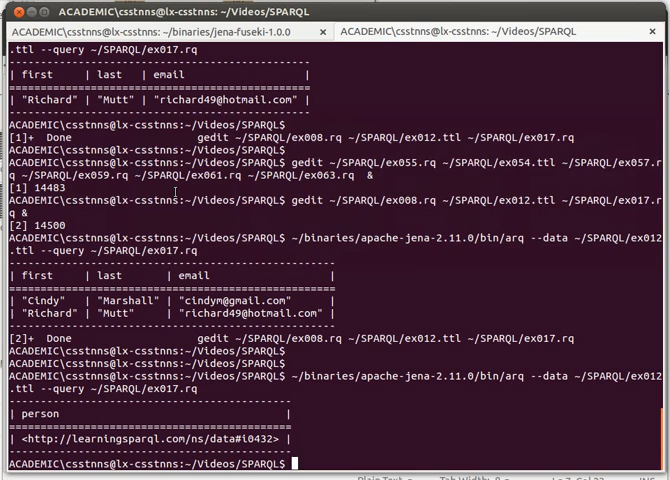 ACADEMIC\csstnns@lx-csstnns: ~/Videos/SPARQL
ACADEMIC\csstnns@lx-csstnns: ~/binaries/jena-fuseki-1.0.0 × ACADEMIC\csstnns@lx-csstnns: ~/Videos/SPARQL ×
.ttl --query ~/SPARQL/ex017.rq
---------------------------------------------
| first | last | email |
=============================================
| "Richard" | "Mutt" | "richard49@hotmail.com" |
---------------------------------------------
ACADEMIC\csstnns@lx-csstnns:~/Videos/SPARQL$
[1]+ Done gedit ~/SPARQL/ex008.rq ~/SPARQL/ex012.ttl ~/SPARQL/ex017.rq
ACADEMIC\csstnns@lx-csstnns:~/Videos/SPARQL$
ACADEMIC\csstnns@lx-csstnns:~/Videos/SPARQL$ gedit ~/SPARQL/ex055.rq ~/SPARQL/ex054.ttl ~/SPARQL/ex057.r
q ~/SPARQL/ex059.rq ~/SPARQL/ex061.rq ~/SPARQL/ex063.rq &
[1] 14483
ACADEMIC\csstnns@lx-csstnns:~/Videos/SPARQL$ gedit ~/SPARQL/ex008.rq ~/SPARQL/ex012.ttl ~/SPARQL/ex017.r
q &
[2] 14500
ACADEMIC\csstnns@lx-csstnns:~/Videos/SPARQL$ ~/binaries/apache-jena-2.11.0/bin/arq --data ~/SPARQL/ex012
.ttl --query ~/SPARQL/ex017.rq
-------------------------------------------------
| first | last | email |
=================================================
| "Cindy" | "Marshall" | "cindym@gmail.com" |
| "Richard" | "Mutt" | "richard49@hotmail.com" |
-------------------------------------------------
[2]+ Done gedit ~/SPARQL/ex008.rq ~/SPARQL/ex012.ttl ~/SPARQL/ex017.rq
ACADEMIC\csstnns@lx-csstnns:~/Videos/SPARQL$
ACADEMIC\csstnns@lx-csstnns:~/Videos/SPARQL$
ACADEMIC\csstnns@lx-csstnns:~/Videos/SPARQL$ ~/binaries/apache-jena-2.11.0/bin/arq --data ~/SPARQL/ex012
.ttl --query ~/SPARQL/ex017.rq
------------------------------------------
| person |
==========================================
| <http://learningsparql.com/ns/data#i0432> |
------------------------------------------
ACADEMIC\csstnns@lx-csstnns:~/Videos/SPARQL$